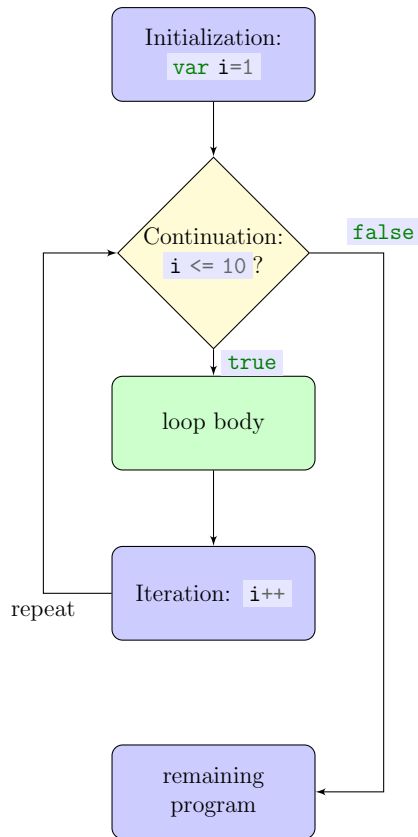 Initialization:
var i=1
Continuation:
i <= 10?
false
true
loop body
Iteration: i++
repeat
remaining
program